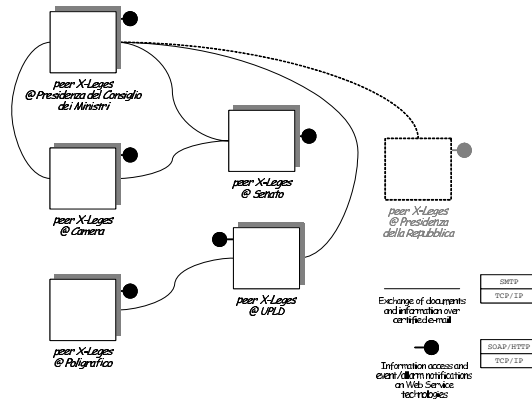 peer X-Leges
@ Presidenza del Consiglio
dei Ministri
peer X-Leges
@ Senato
peer X-Leges
@ Camera
peer X-Leges
@ Presidenza
della Repubblica
peer X-Leges
@ UPLD
peer X-Leges
@ Poligrafico
SMTP
TCP/IP
Exchange of documents
and information over
certified e-mail
SOAP/HTTP
TCP/IP
Information access and
event/allarm notifications
on Web Service
technologies